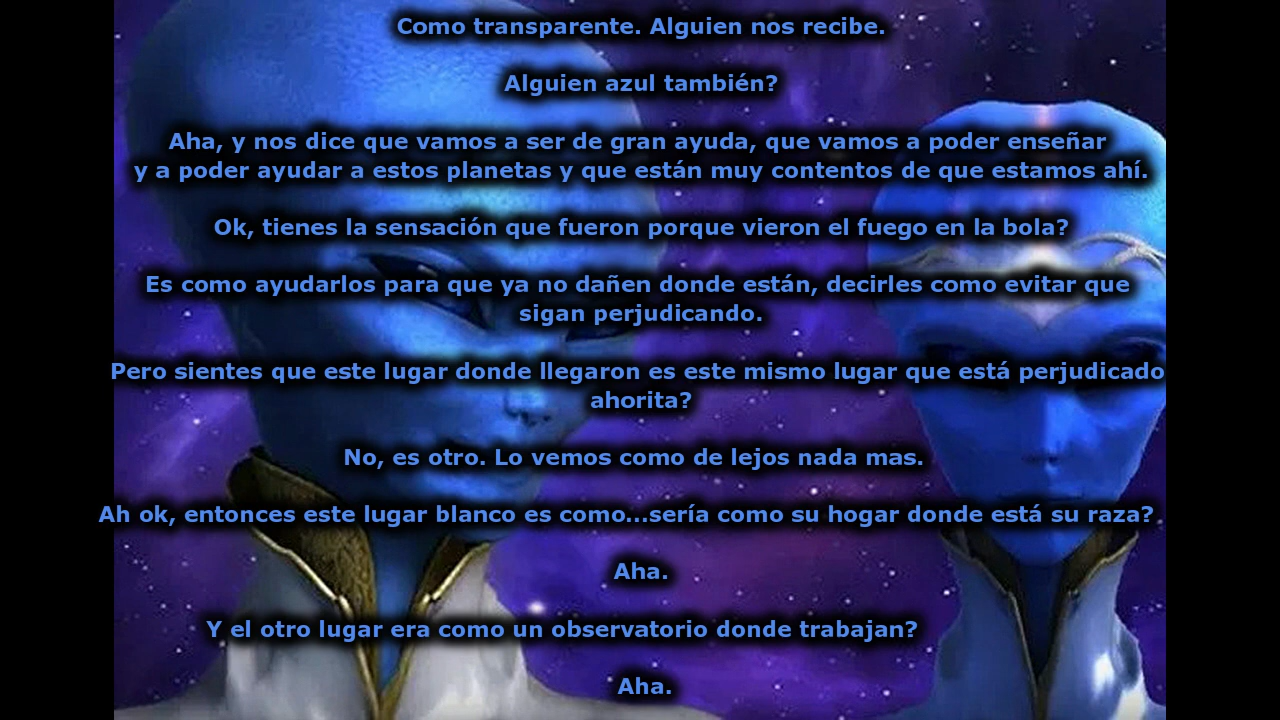 Como transparente. Alguien nos recibe.
Alguien azul también?
Aha, y nos dice que vamos a ser de gran ayuda, que vamos a poder enseñar
y a poder ayudar a estos planetas y que están muy contentos de que estamos ahí.
Ok, tienes la sensación que fueron porque vieron el fuego en la bola?
Es como ayudarlos para que ya no dañen donde están, decirles como evitar que
sigan perjudicando.
Pero sientes que este lugar donde llegaron es este mismo lugar que está perjudicado
ahorita?
No, es otro. Lo vemos como de lejos nada mas.
Ah ok, entonces este lugar blanco es como...sería como su hogar donde está su raza?
Aha.
Y el otro lugar era como un observatorio donde trabajan?
Aha.